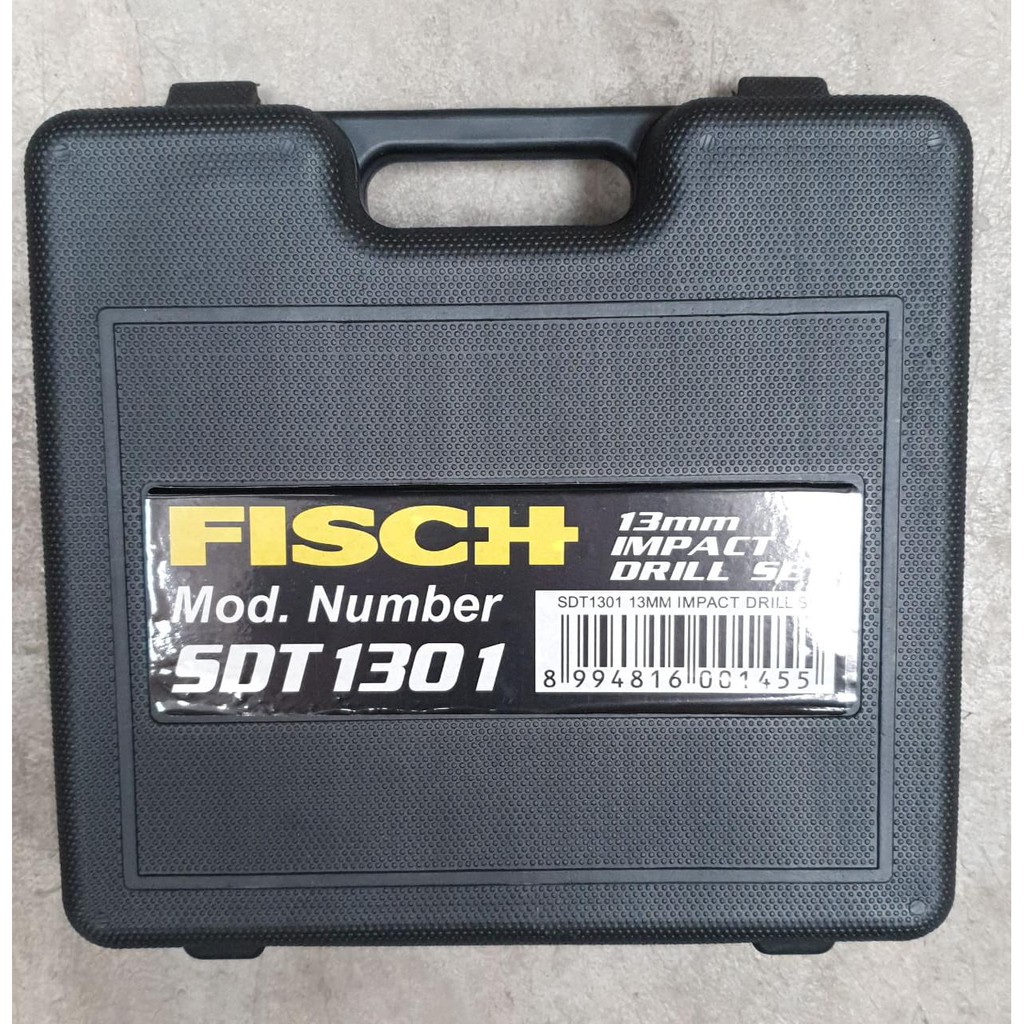 FISCH
Mod. Number
SDT 1301
13mm
IMPACT
DRILL
SDT1301 13MM IMPACT DRILL
8 994816 001455